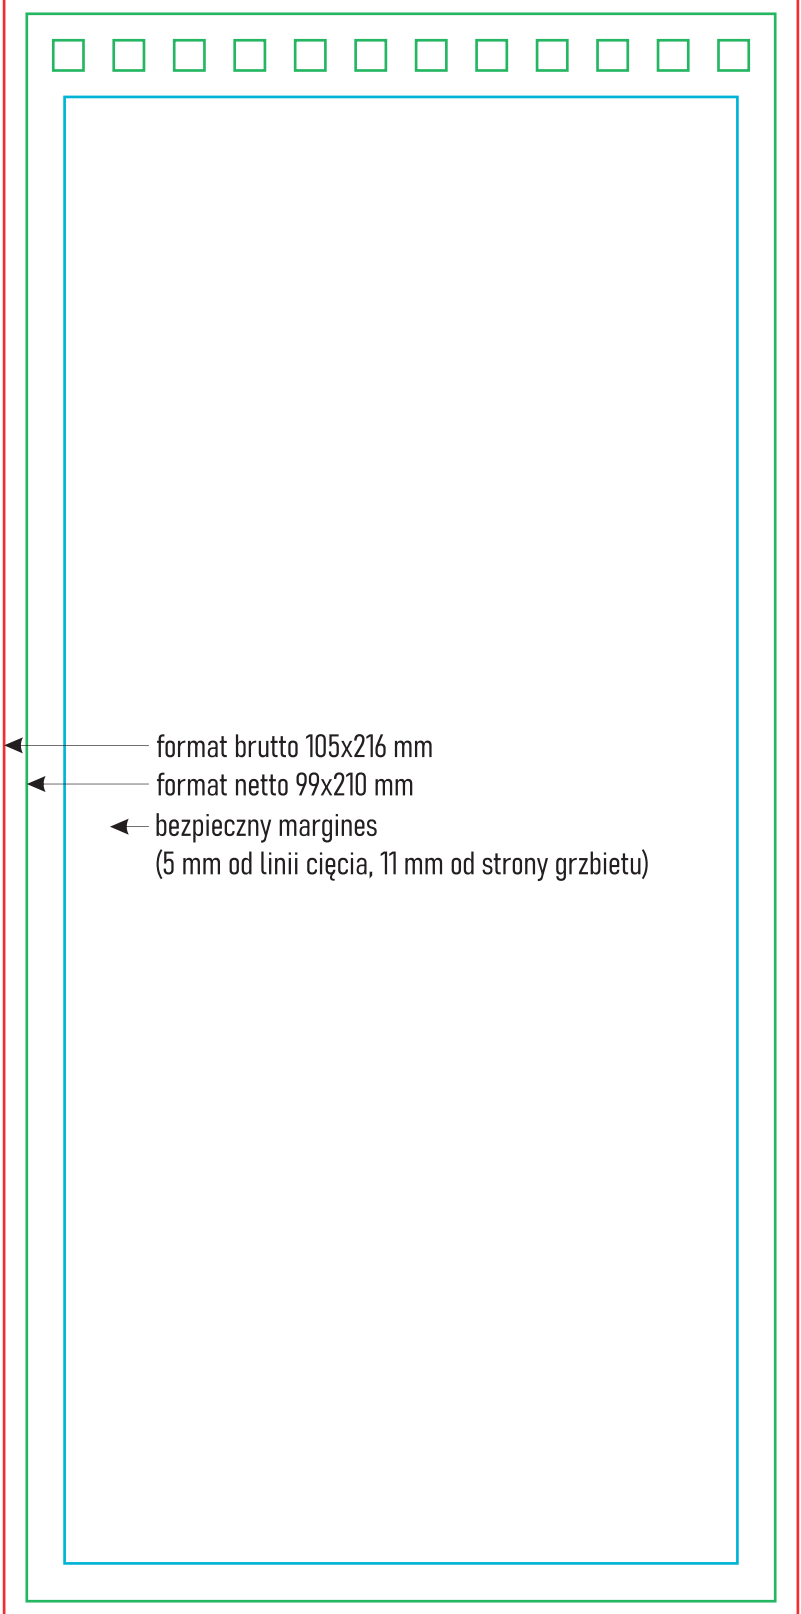 format brutto 105x216 mm
format netto 99x210 mm
bezpieczny margines
(5 mm od linii cięcia, 11 mm od strony grzbietu)